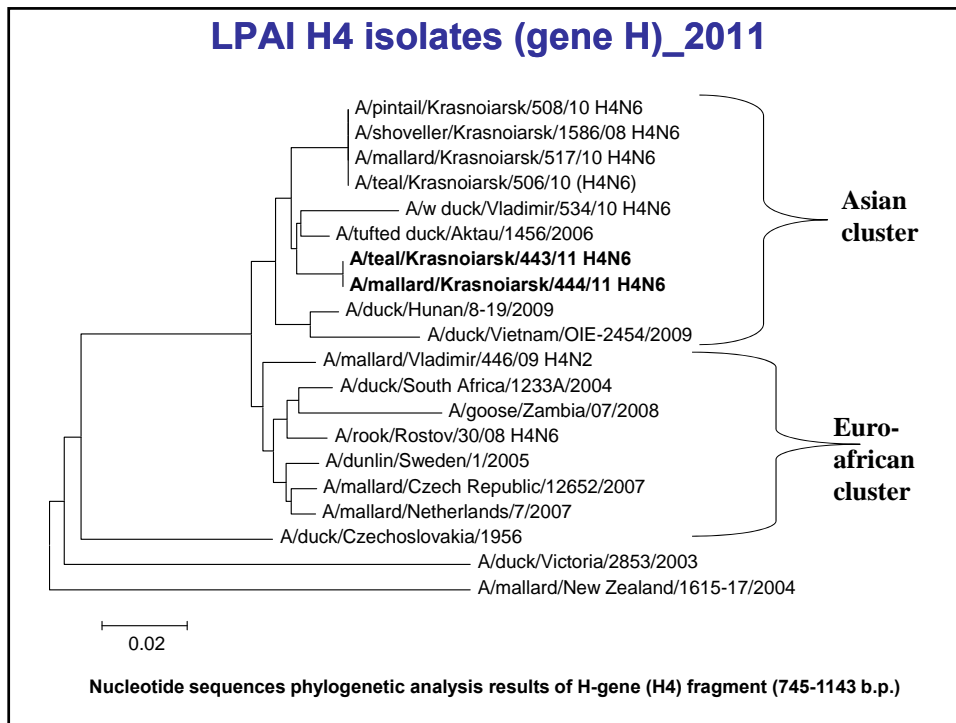 LPAI H4 isolates (gene H)_2011
A/pintail/Krasnoiarsk/508/10 H4N6
A/shoveller/Krasnoiarsk/1586/08 H4N6
A/mallard/Krasnoiarsk/517/10 H4N6
A/teal/Krasnoiarsk/506/10 (H4N6)
A/w duck/Vladimir/534/10 H4N6
A/tufted duck/Aktau/1456/2006
A/teal/Krasnoiarsk/443/11 H4N6
A/mallard/Krasnoiarsk/444/11 H4N6
A/duck/Hunan/8-19/2009
A/duck/Vietnam/OIE-2454/2009
Asian
cluster
A/mallard/Vladimir/446/09 H4N2
A/duck/South Africa/1233A/2004
A/goose/Zambia/07/2008
A/rook/Rostov/30/08 H4N6
A/dunlin/Sweden/1/2005
A/mallard/Czech Republic/12652/2007
A/mallard/Netherlands/7/2007
A/duck/Czechoslovakia/1956
Euro-
african
cluster
A/duck/Victoria/2853/2003
A/mallard/New Zealand/1615-17/2004
0.02
Nucleotide sequences phylogenetic analysis results of H-gene (H4) fragment (745-1143 b.p.)